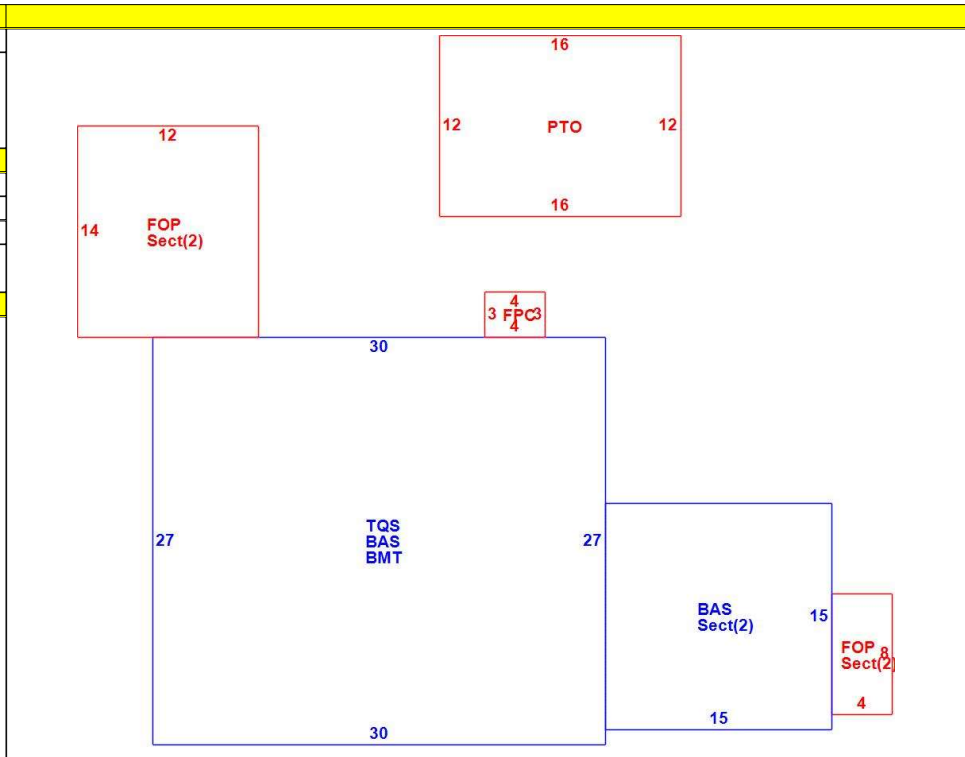 16
12
PTO
12
16
12
14
FOP
Sect(2)
4
3 FPC 3
4
30
27
TQS
BAS
BMT
27
30
BAS
Sect(2)
15
15
FOP
8
Sect(2)
4